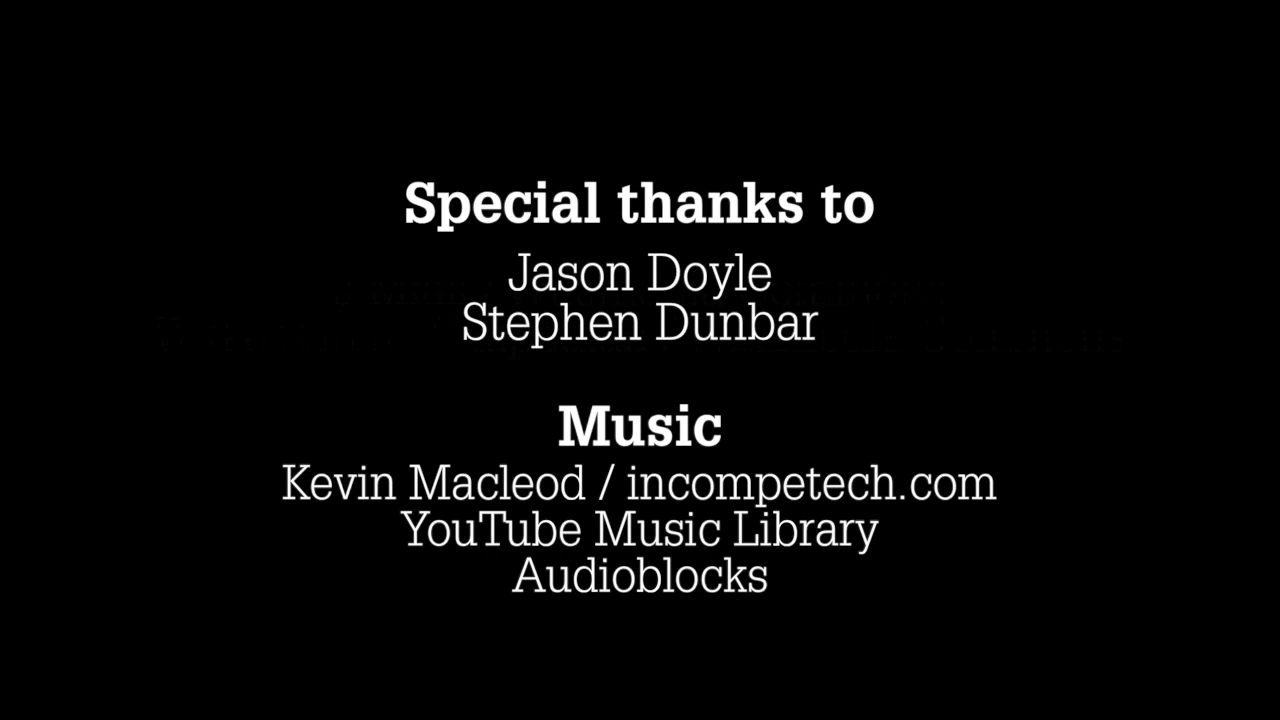 Special thanks to
Jason Doyle
Stephen Dunbar
Music
Kevin Macleod / incompetech.com
YouTube Music Library
Audioblocks